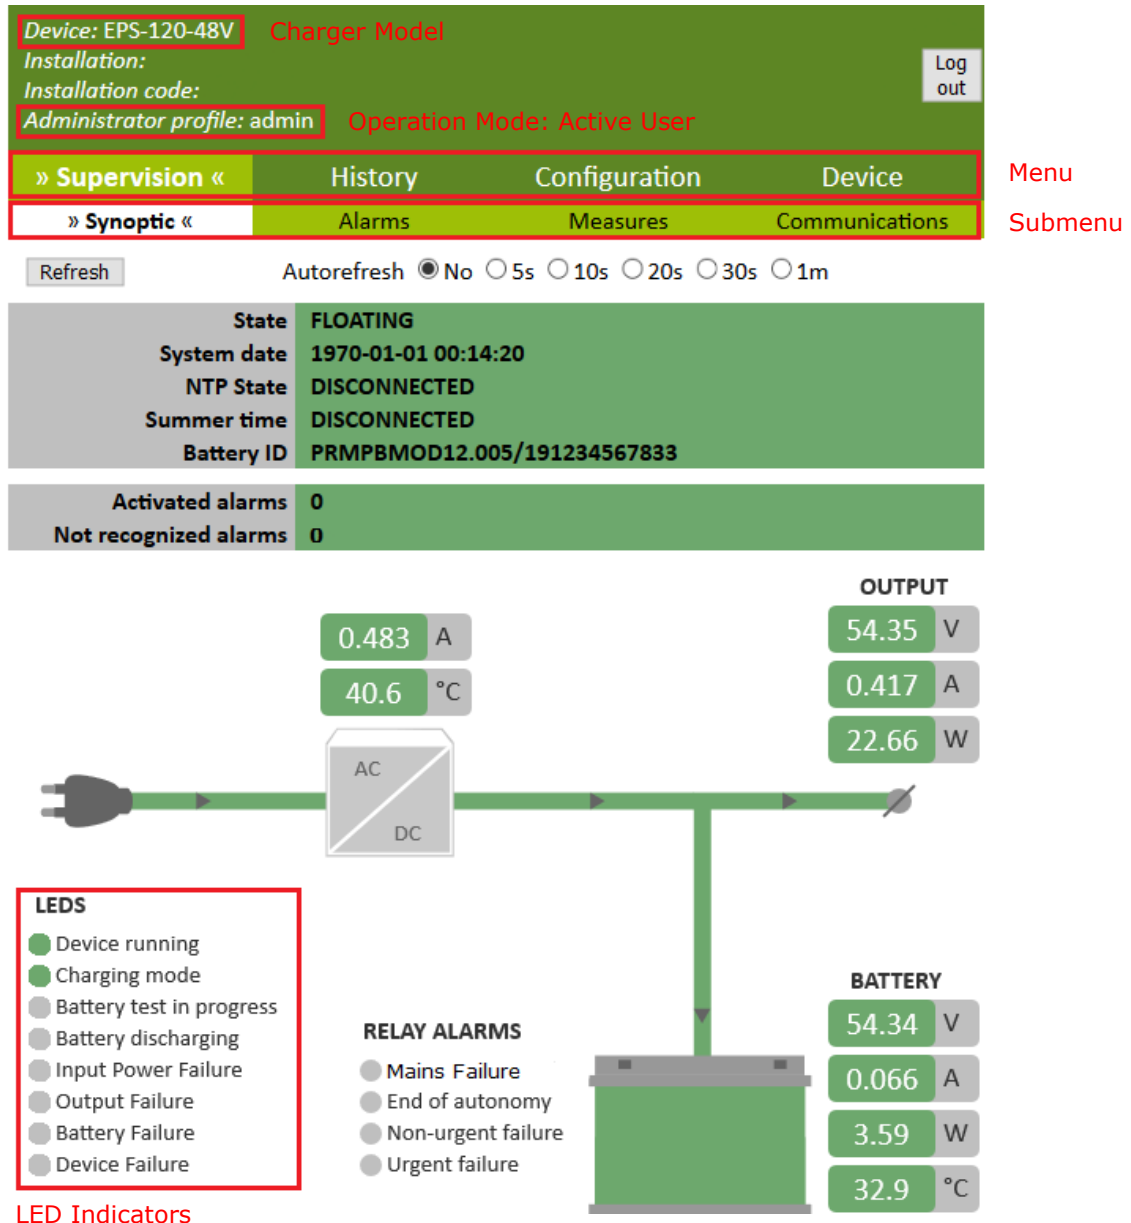 Device: EPS-120-48V Charger Model
Installation:
Installation code:
Log out
Administrator profile: admin Operation Mode: Active User
» Supervision « History Configuration Device Menu
» Synoptic « Alarms Measures Communications Submenu
Refresh Autorefresh No 5s 10s 20s 30s 1m
State FLOATING
System date 1970-01-01 00:14:20
NTP State DISCONNECTED
Summer time DISCONNECTED
Battery ID PRMPBMOD12.005/191234567833
Activated alarms 0
Not recognized alarms 0
0.483 A
40.6 °C
OUTPUT
54.35 V
0.417 A
22.66 W
AC
DC
LEDS
Device running
Charging mode
Battery test in progress
Battery discharging
Input Power Failure
Output Failure
Battery Failure
Device Failure
LED Indicators
RELAY ALARMS
Mains Failure
End of autonomy
Non-urgent failure
Urgent failure
BATTERY
54.34 V
0.066 A
3.59 W
32.9 °C